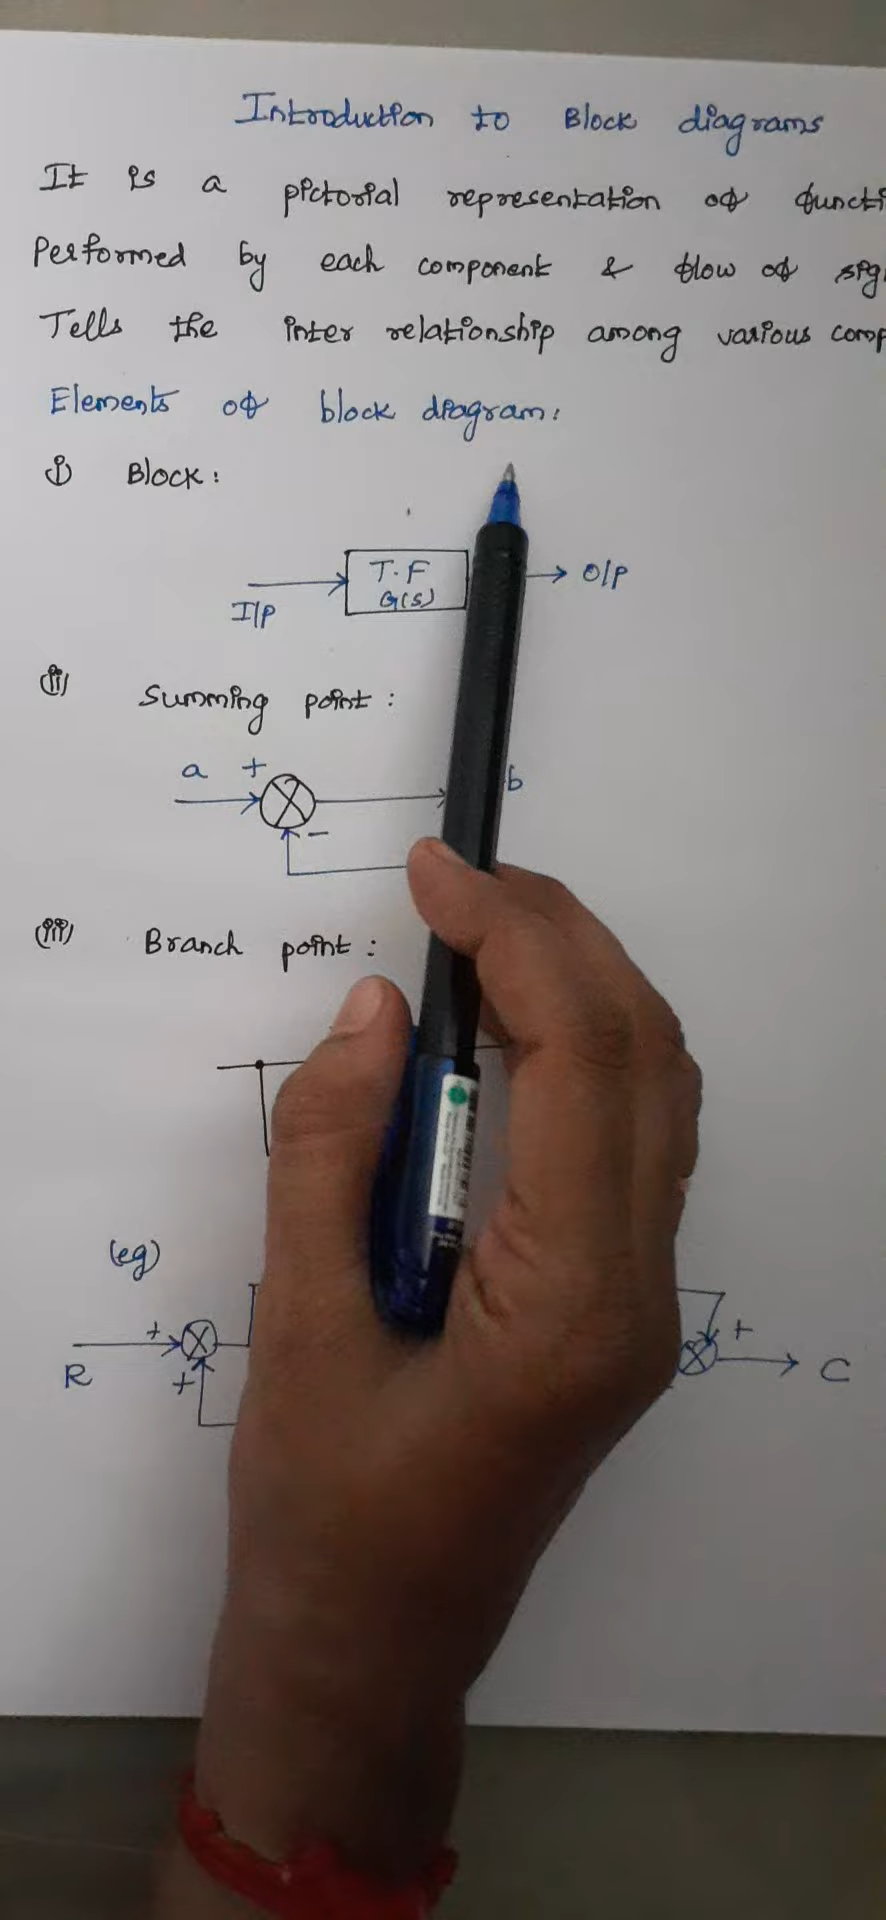 Introduction to Block diagrams
It is a pictorial representation of
Performed by each component & flow of
Tells the inter relationship among various
Elements of block diagram:
(i) Block:
I/P T.F G(s) O/P
(ii) Summing point:
a + b
-
(iii) Branch point:
(eg)
+ +
R + C